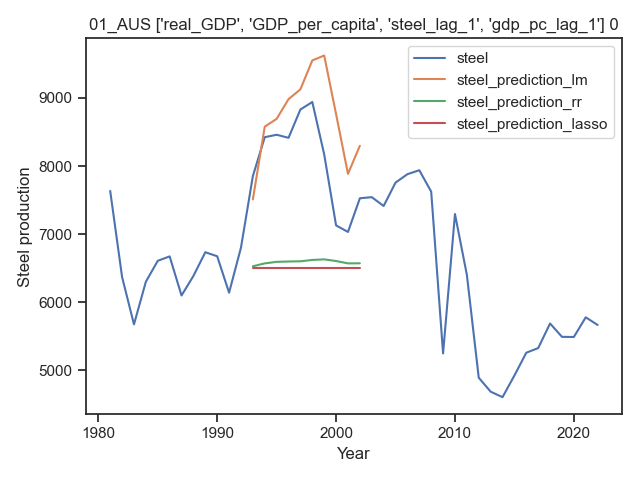 01_AUS ['real_GDP', 'GDP_per_capita', 'steel_lag_1', 'gdp_pc_lag_1'] 0
steel
steel_prediction_lm
steel_prediction_rr
steel_prediction_lasso
Steel production
9000
8000
7000
6000
5000
1980
1990
2000
2010
2020
Year